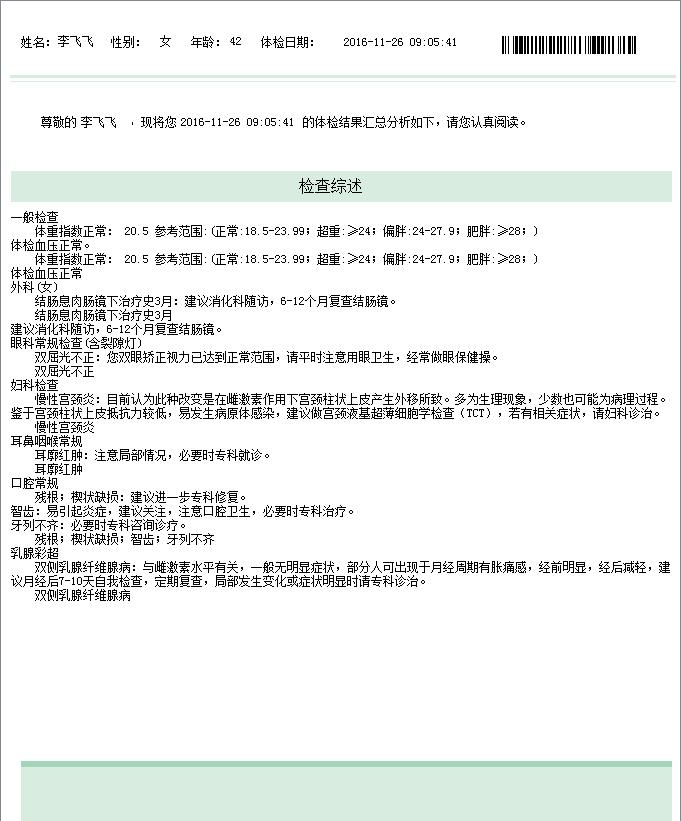 姓名：李飞飞 性别： 女 年龄：42 体检日期： 2016-11-26 09:05:41
尊敬的 李飞飞 ，现将您 2016-11-26 09:05:41 的体检结果汇总分析如下，请您认真阅读。
检查综述
一般检查
体重指数正常： 20.5 参考范围:(正常:18.5-23.99；超重:≥24；偏胖:24-27.9；肥胖:≥28；)
体检血压正常。
体重指数正常： 20.5 参考范围:(正常:18.5-23.99；超重:≥24；偏胖:24-27.9；肥胖:≥28；)
体检血压正常
外科(女)
结肠息肉肠镜下治疗史3月：建议消化科随访，6-12个月复查结肠镜。
结肠息肉肠镜下治疗史3月
建议消化科随访，6-12个月复查结肠镜。
眼科常规检查(含裂隙灯)
双屈光不正：您双眼矫正视力已达到正常范围，请平时注意用眼卫生，经常做眼保健操。
双屈光不正
妇科检查
慢性宫颈炎：目前认为此种改变是在雌激素作用下宫颈柱状上皮产生外移所致。多为生理现象，少数也可能为病理过程。
鉴于宫颈柱状上皮抵抗力较低，易发生病原体感染，建议做宫颈液基超薄细胞学检查（TCT），若有相关症状，请妇科诊治。
慢性宫颈炎
耳鼻咽喉常规
耳廓红肿：注意局部情况，必要时专科就诊。
耳廓红肿
口腔常规
残根；楔状缺损：建议进一步专科修复。
智齿：易引起炎症，建议关注，注意口腔卫生，必要时专科治疗。
牙列不齐：必要时专科咨询诊疗。
残根；楔状缺损；智齿；牙列不齐
乳腺彩超
双侧乳腺纤维腺病：与雌激素水平有关，一般无明显症状，部分人可出现于月经周期有胀痛感，经前明显，经后减轻，建
议月经后7-10天自我检查，定期复查，局部发生变化或症状明显时请专科诊治。
双侧乳腺纤维腺病